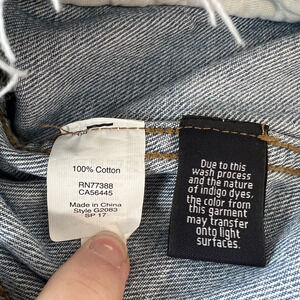 100% Cotton
RN77388
CA56445
Made in China
Style G2083
SP 17
Due to this
wash process
and the nature
of indigo dyes,
the color from
this garment
may transfer
onto light
surfaces.